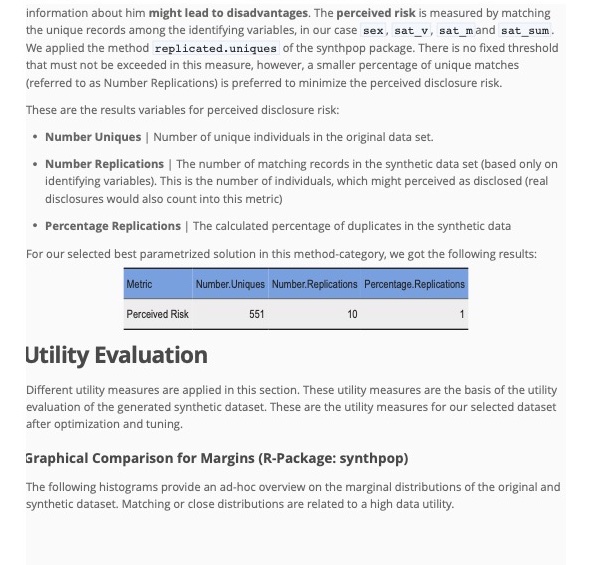 information about him might lead to disadvantages. The perceived risk is measured by matching
the unique records among the identifying variables, in our case sex, sat_v, sat_m and sat_sum.
We applied the method replicated.uniques of the synthpop package. There is no fixed threshold
that must not be exceeded in this measure, however, a smaller percentage of unique matches
(referred to as Number Replications) is preferred to minimize the perceived disclosure risk.
These are the results variables for perceived disclosure risk:
• Number Uniques | Number of unique individuals in the original data set.
• Number Replications | The number of matching records in the synthetic data set (based only on
identifying variables). This is the number of individuals, which might perceived as disclosed (real
disclosures would also count into this metric)
• Percentage Replications | The calculated percentage of duplicates in the synthetic data
For our selected best parametrized solution in this method-category, we got the following results:
Metric Number.Uniques Number.Replications Percentage.Replications
Perceived Risk 551 10 1
Utility Evaluation
Different utility measures are applied in this section. These utility measures are the basis of the utility
evaluation of the generated synthetic dataset. These are the utility measures for our selected dataset
after optimization and tuning.
Graphical Comparison for Margins (R-Package: synthpop)
The following histograms provide an ad-hoc overview on the marginal distributions of the original and
synthetic dataset. Matching or close distributions are related to a high data utility.